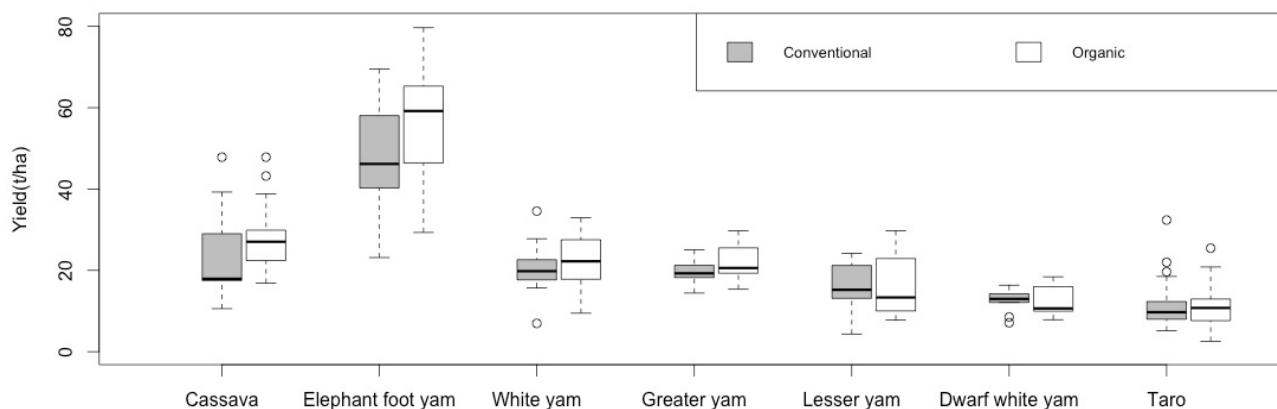 Conventional
Organic
Yield(t/ha)
80
60
40
20
0
Cassava Elephant foot yam White yam Greater yam Lesser yam Dwarf white yam Taro